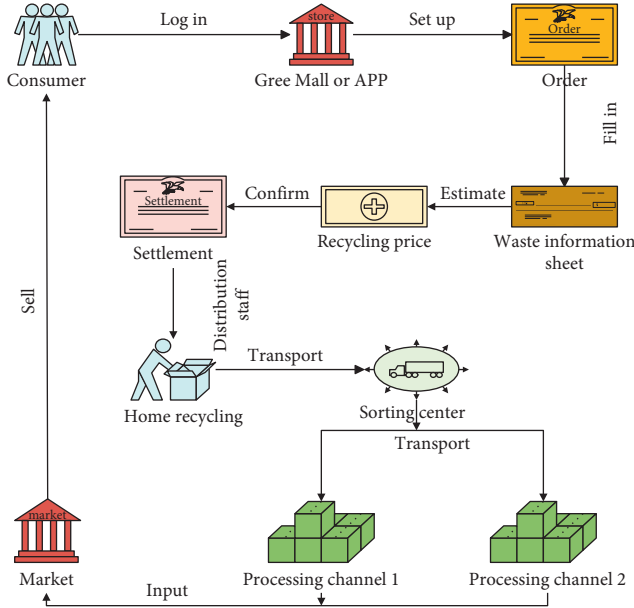 Log in
store
Set up
Order
Consumer
Gree Mall or APP
Order
Fill in
Settlement
Confirm
Estimate
Settlement
Recycling price
Waste information
sheet
Sell
Distribution
staff
Transport
Home recycling
Sorting center
Transport
market
Market
Processing channel 1
Processing channel 2
Input